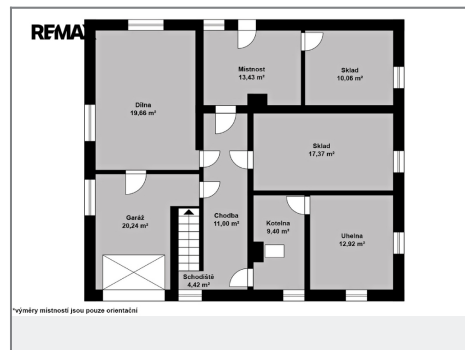 REMAX
Dílna
19,66 m²
Místnost
13,43 m²
Sklad
10,06 m²
Sklad
17,37 m²
Garáž
20,24 m²
Chodba
11,00 m²
Kotelna
9,40 m²
Uhelna
12,92 m²
Schodiště
4,42 m²
*výměry místností jsou pouze orientační